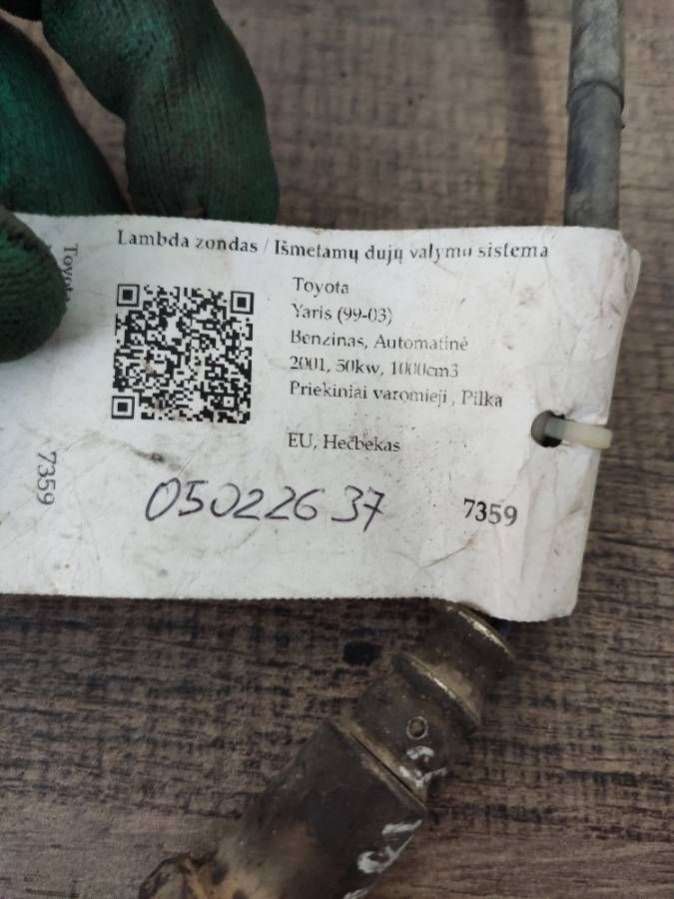 Lambda zondas / Išmetamų dujų valymo sistema
Toyota
Yaris (99-03)
Benzinas, Automatinė
2001, 50kw, 1000cm3
Priekiniai varomieji , Pilka
EU, Hečbekas
05022637
7359
Toyota
7359